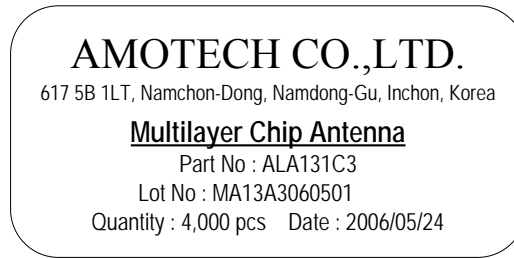 AMOTECH CO.,LTD.
617 5B 1LT, Namchon-Dong, Namdong-Gu, Inchon, Korea
Multilayer Chip Antenna
Part No : ALA131C3
Lot No : MA13A3060501
Quantity : 4,000 pcs Date : 2006/05/24